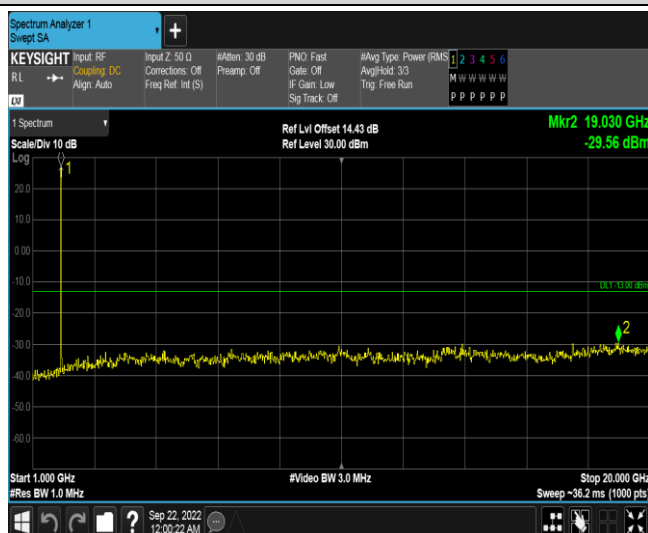 Spectrum Analyzer 1
Swept SA
+
KEYSIGHT
RL
Input: RF
Coupling: DC
Align: Auto
Input Z: 50 Ω
Corrections: Off
Freq Ref: Int (S)
#Atten: 30 dB
Preamp: Off
PNO: Fast
Gate: Off
IF Gain: Low
Sig Track: Off
#Avg Type: Power (RMS
Avg|Hold: 3/3
Trig: Free Run
1 2 3 4 5 6
M W W W W W
P P P P P P
LXI
1 Spectrum
Scale/Div 10 dB
Ref Lvl Offset 14.43 dB
Ref Level 30.00 dBm
Mkr2 19.030 GHz
-29.56 dBm
Log
1
20.0
10.0
0.00
-10.0
DL1 -13.00 dBm
2
-20.0
-30.0
-40.0
-50.0
-60.0
Start 1.000 GHz
#Res BW 1.0 MHz
#Video BW 3.0 MHz
Stop 20.000 GHz
Sweep ~36.2 ms (1000 pts)
?
Sep 22, 2022
12:00:22 AM